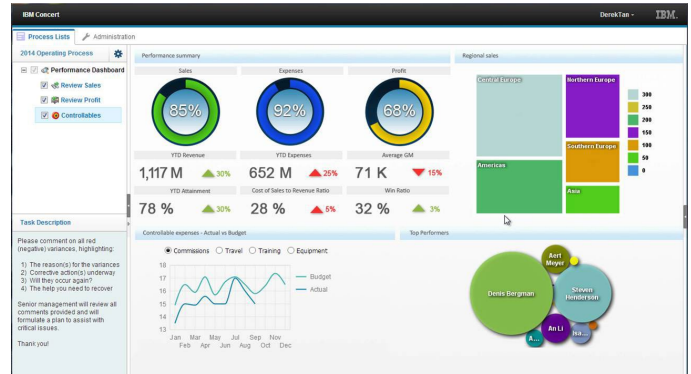 IBM Concert
DerekTan
IBM.
Process Lists
Administration
2014 Operating Process
Performance Dashboard
Review Sales
Review Profit
Controllables
Task Description
Please comment on all red
(negative) variances, highlighting:
1) The reason(s) for the variances
2) Corrective action(s) underway
3) Will they occur again?
4) The help you need to recover
Senior management will review all
comments provided and will
formulate a plan to assist with
critical issues.
Thank you!
Performance summary
Sales
Expenses
Profit
85%
92%
68%
YTD Revenue
YTD Expenses
Average GM
1,117 M
30%
652 M
25%
71 K
15%
YTD Attainment
Cost of Sales to Revenue Ratio
Win Ratio
78 %
30%
28 %
5%
32 %
3%
Regional sales
Central Europe
Northern Europe
Southern Europe
Americas
Asia
300
250
200
150
100
50
0
Controllable expenses - Actual vs Budget
Commissions
Travel
Training
Equipment
18
17
16
15
14
13
Jan Mar May Jul Sep Nov
Feb Apr Jun Aug Oct Dec
Budget
Actual
Top Performers
Denis Bergman
Aert
Meyer
Steven
Henderson
An Li
Isa...
A...